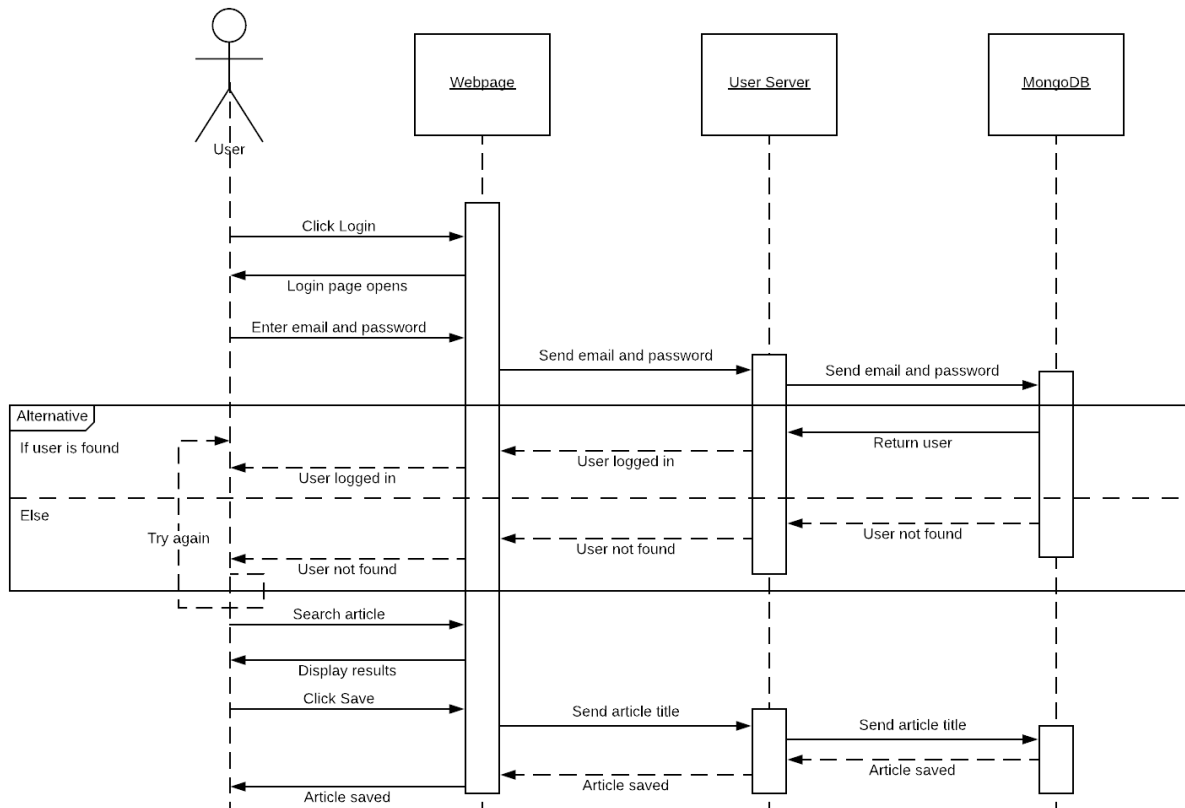 Webpage
User Server
MongoDB
User
Click Login
Login page opens
Enter email and password
Send email and password
Send email and password
Alternative
If user is found
Return user
User logged in
User logged in
Else
User not found
Try again
User not found
User not found
Search article
Display results
Click Save
Send article title
Send article title
Article saved
Article saved
Article saved